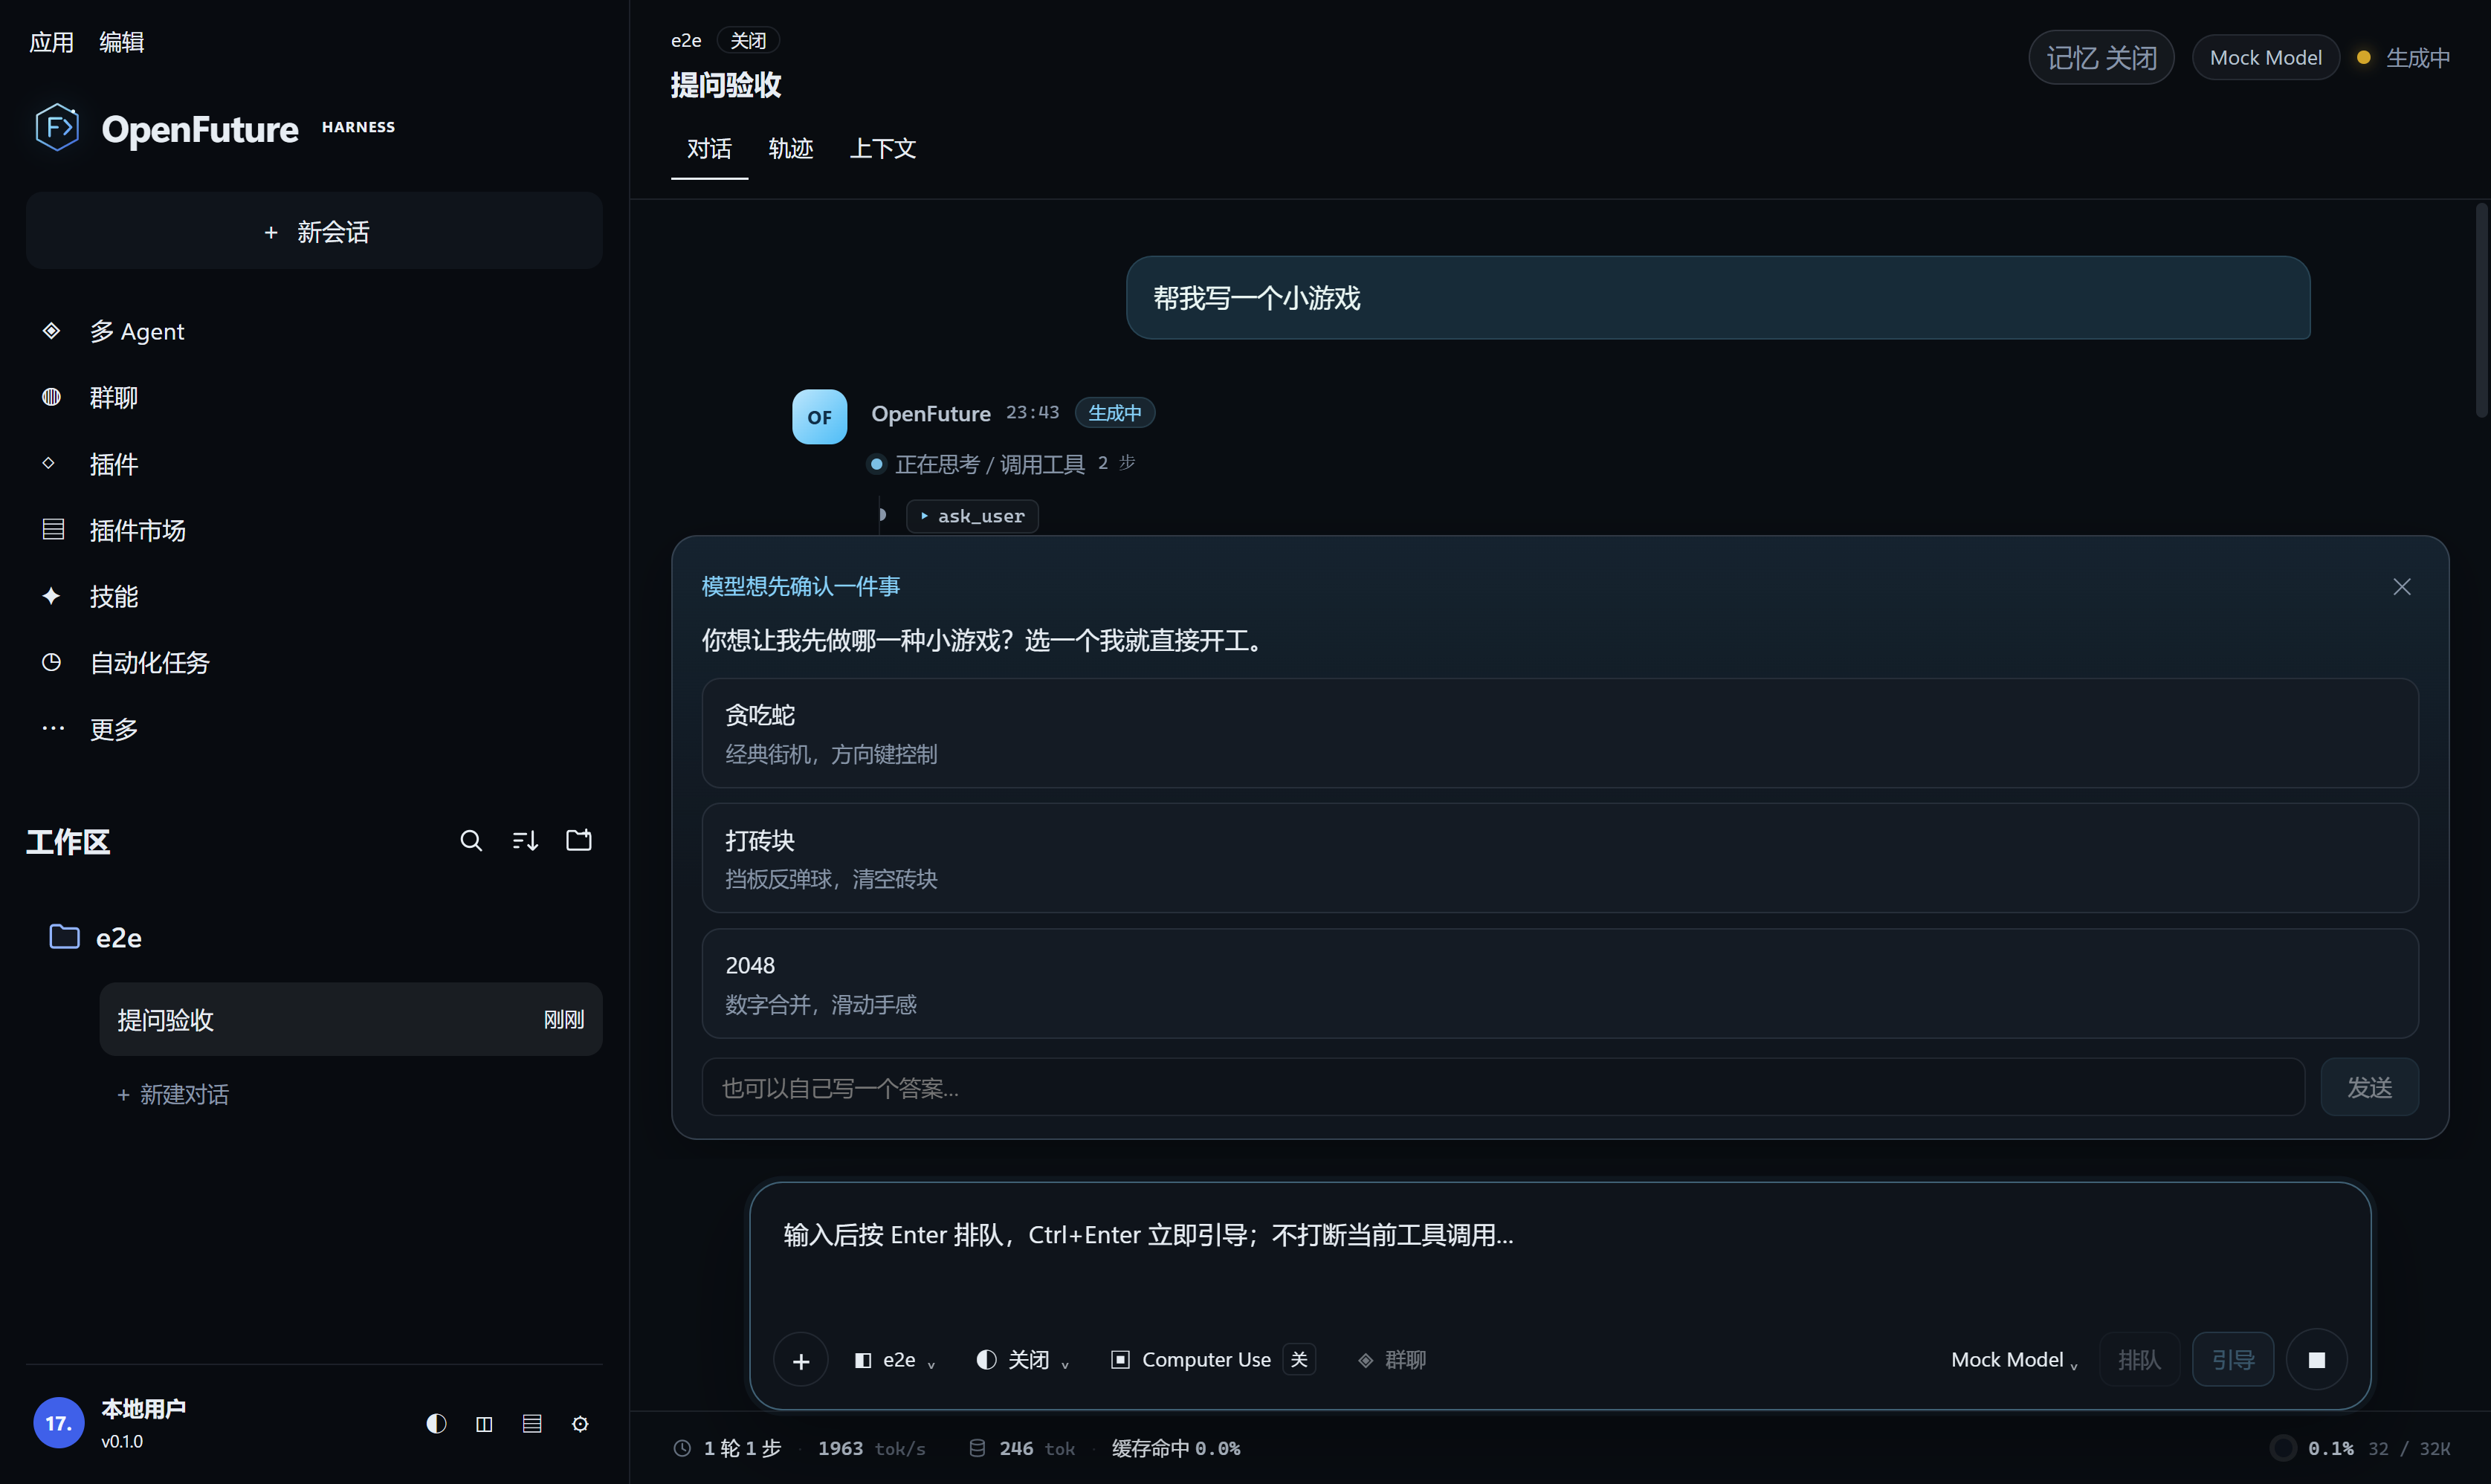 应用 编辑
OpenFuture HARNESS
+ 新会话
多 Agent
群聊
插件
插件市场
技能
自动化任务
更多
工作区
e2e
提问验收 刚刚
+ 新建对话
17. 本地用户
v0.1.0
e2e 关闭
提问验收
记忆 关闭 Mock Model 生成中
对话 轨迹 上下文
帮我写一个小游戏
OF OpenFuture 23:43 生成中
正在思考 / 调用工具 2 步
ask_user
模型想先确认一件事
你想让我先做哪一种小游戏？选一个我就直接开工。
贪吃蛇
经典街机，方向键控制
打砖块
挡板反弹球，清空砖块
2048
数字合并，滑动手感
也可以自己写一个答案... 发送
输入后按 Enter 排队，Ctrl+Enter 立即引导；不打断当前工具调用...
+ e2e 关闭 Computer Use 关 群聊 Mock Model 排队 引导
1 轮 1 步 · 1963 tok/s 246 tok · 缓存命中 0.0% 0.1% 32 / 32K